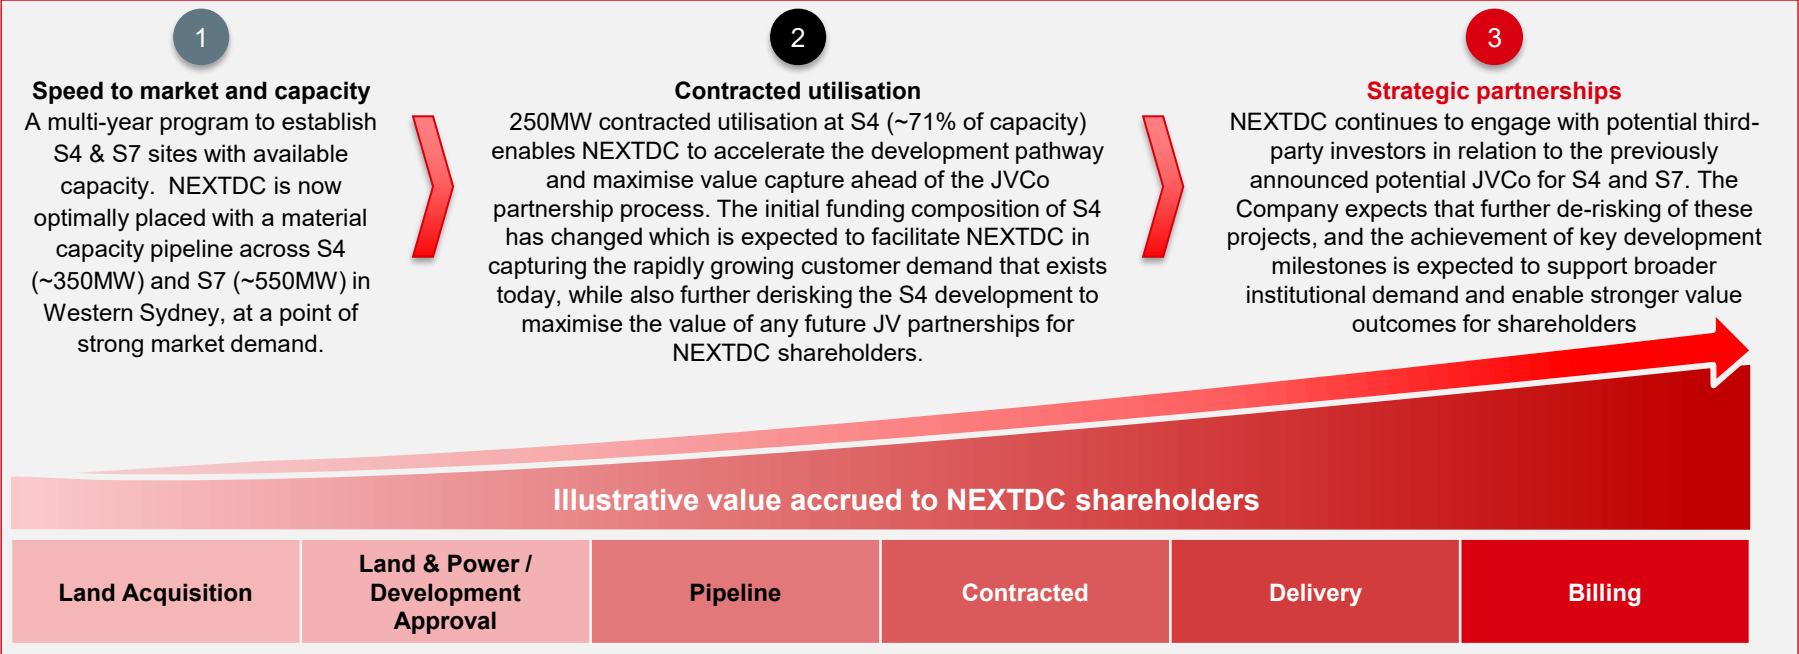 1
Speed to market and capacity
A multi-year program to establish
S4 & S7 sites with available
capacity.  NEXTDC is now
optimally placed with a material
capacity pipeline across S4
(~350MW) and S7 (~550MW) in
Western Sydney, at a point of
strong market demand.
2
Contracted utilisation
250MW contracted utilisation at S4 (~71% of capacity)
enables NEXTDC to accelerate the development pathway
and maximise value capture ahead of the JVCo
partnership process. The initial funding composition of S4
has changed which is expected to facilitate NEXTDC in
capturing the rapidly growing customer demand that exists
today, while also further derisking the S4 development to
maximise the value of any future JV partnerships for
NEXTDC shareholders.
3
Strategic partnerships
NEXTDC continues to engage with potential third-
party investors in relation to the previously
announced potential JVCo for S4 and S7. The
Company expects that further de-risking of these
projects, and the achievement of key development
milestones is expected to support broader
institutional demand and enable stronger value
outcomes for shareholders
Illustrative value accrued to NEXTDC shareholders
Land Acquisition
Land & Power /
Development
Approval
Pipeline
Contracted
Delivery
Billing